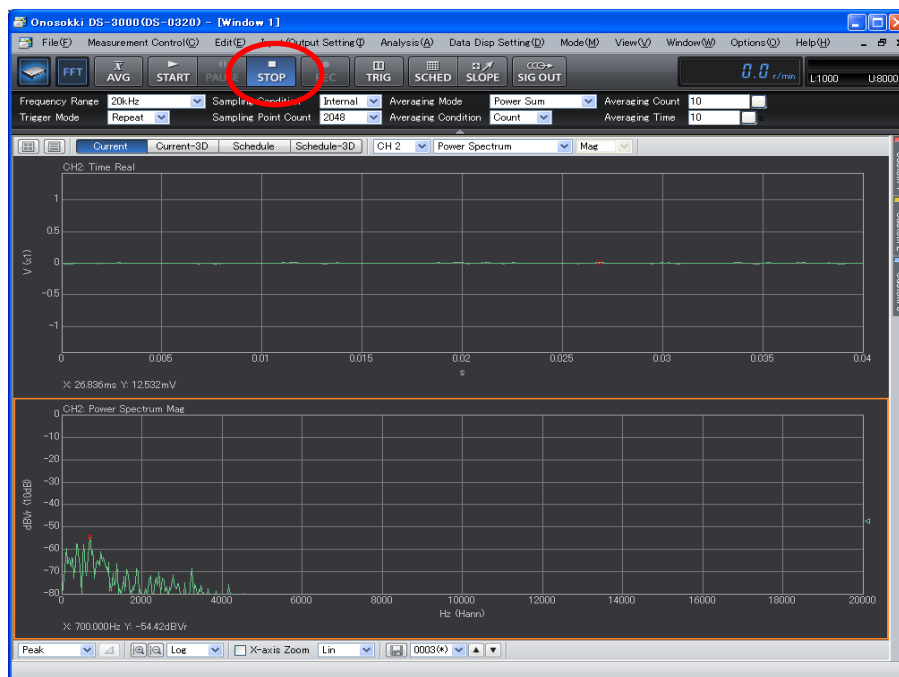 Onosokki DS-3000(DS-0320) - [Window 1]
File(F) Measurement Control(C) Edit(E) Input/Output Setting(I) Analysis(A) Data Disp Setting(D) Mode(M) View(V) Window(W) Options(O) Help(H)
FFT x̄ AVG START PAUSE STOP REC TRIG SCHED SLOPE SIG OUT 0.0 r/min L:1000 U:8000
Frequency Range 20kHz Sampling Condition Internal Averaging Mode Power Sum Averaging Count 10
Trigger Mode Repeat Sampling Point Count 2048 Averaging Condition Count Averaging Time 10
Current Current-3D Schedule Schedule-3D CH 2 Power Spectrum Mag
CH2: Time Real
1
0.5
0
-0.5
-1
V (x1)
0 0.005 0.01 0.015 0.02 0.025 0.03 0.035 0.04
s
X: 26.836ms Y: 12.532mV
CH2: Power Spectrum Mag
0
-10
-20
-30
-40
-50
-60
-70
-80
dBVr (10dB)
0 2000 4000 6000 8000 10000 12000 14000 16000 18000 20000
Hz (Hann)
X: 700.000Hz Y: -54.42dBVr
Peak Log X-axis Zoom Lin 0003(*)